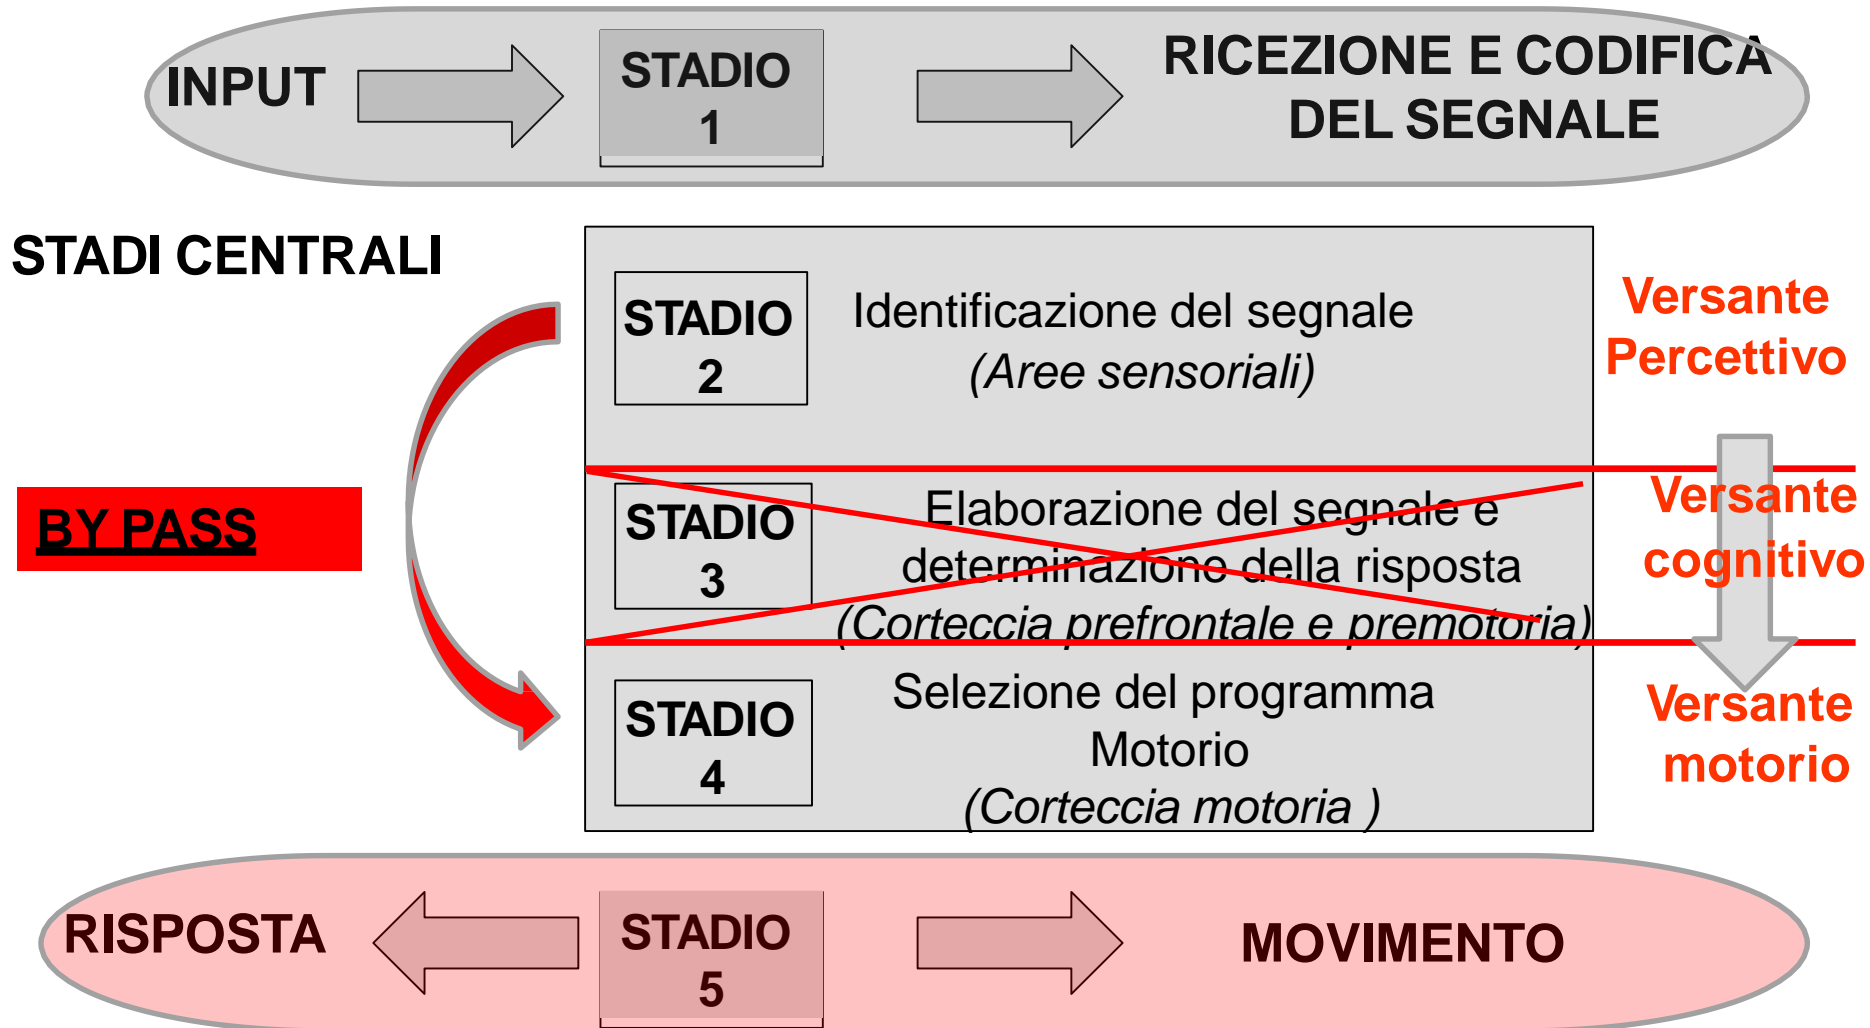 INPUT
STADIO
1
RICEZIONE E CODIFICA
DEL SEGNALE
STADI CENTRALI
STADIO
2
Identificazione del segnale
(Aree sensoriali)
Versante
Percettivo
BY PASS
STADIO
3
Elaborazione del segnale e
determinazione della risposta
(Corteccia prefrontale e premotoria)
Versante
cognitivo
STADIO
4
Selezione del programma
Motorio
(Corteccia motoria )
Versante
motorio
RISPOSTA
STADIO
5
MOVIMENTO